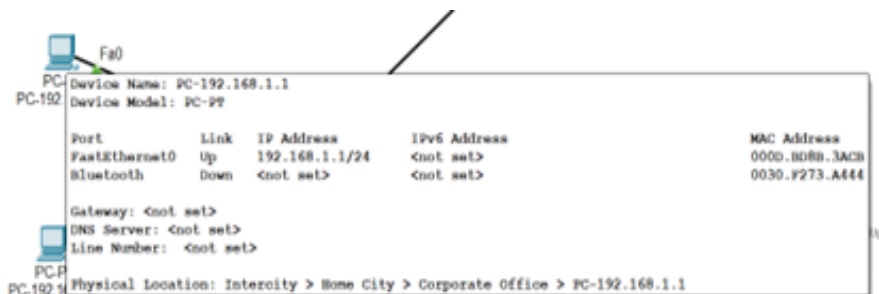 Fa0
PC-
PC-192.
Device Name: PC-192.168.1.1
Device Model: PC-PT
Port Link IP Address IPv6 Address MAC Address
FastEthernet0 Up 192.168.1.1/24 <not set> <not set> 000D.BD8B.3ACB
Bluetooth Down <not set> <not set> 0030.F273.A444
Gateway: <not set>
DNS Server: <not set>
Line Number: <not set>
PC-P
PC-192
Physical Location: Intercity > Home City > Corporate Office > PC-192.168.1.1